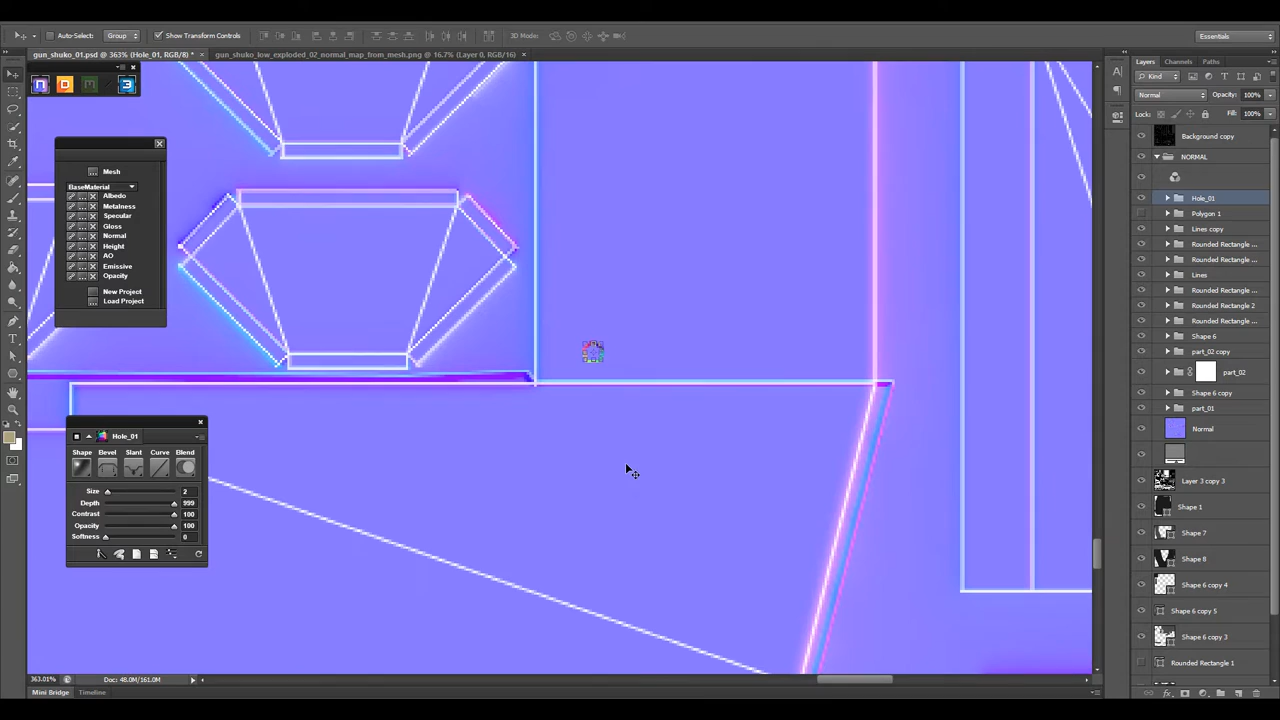 Auto-Select: Group Show Transform Controls 3D Mode: Essentials
gun_shuko_01.psd @ 363% (Hole_01, RGB/8) * × gun_shuko_low_exploded_02_normal_map_from_mesh.png @ 16.7% (Layer 0, RGB/16) ×
Layers Channels Paths
Kind
Normal Opacity: 100%
Lock: Fill: 100%
Background copy
NORMAL
Hole_01
Polygon 1
Lines copy
Rounded Rectangle ...
Rounded Rectangle ...
Lines
Rounded Rectangle ...
Rounded Rectangle 2
Rounded Rectangle ...
Shape 6
part_02 copy
part_02
Shape 6 copy
part_01
Normal
Layer 3 copy 3
Shape 1
Shape 7
Shape 8
Shape 6 copy 4
Shape 6 copy 5
Shape 6 copy 3
Rounded Rectangle 1
Mesh
BaseMaterial
Albedo
Metalness
Specular
Gloss
Normal
Height
AO
Emissive
Opacity
New Project
Load Project
Hole_01
Shape Bevel Slant Curve Blend
Size 2
Depth 999
Contrast 100
Opacity 100
Softness 0
363.01% Doc: 48.0M/161.0M
Mini Bridge Timeline